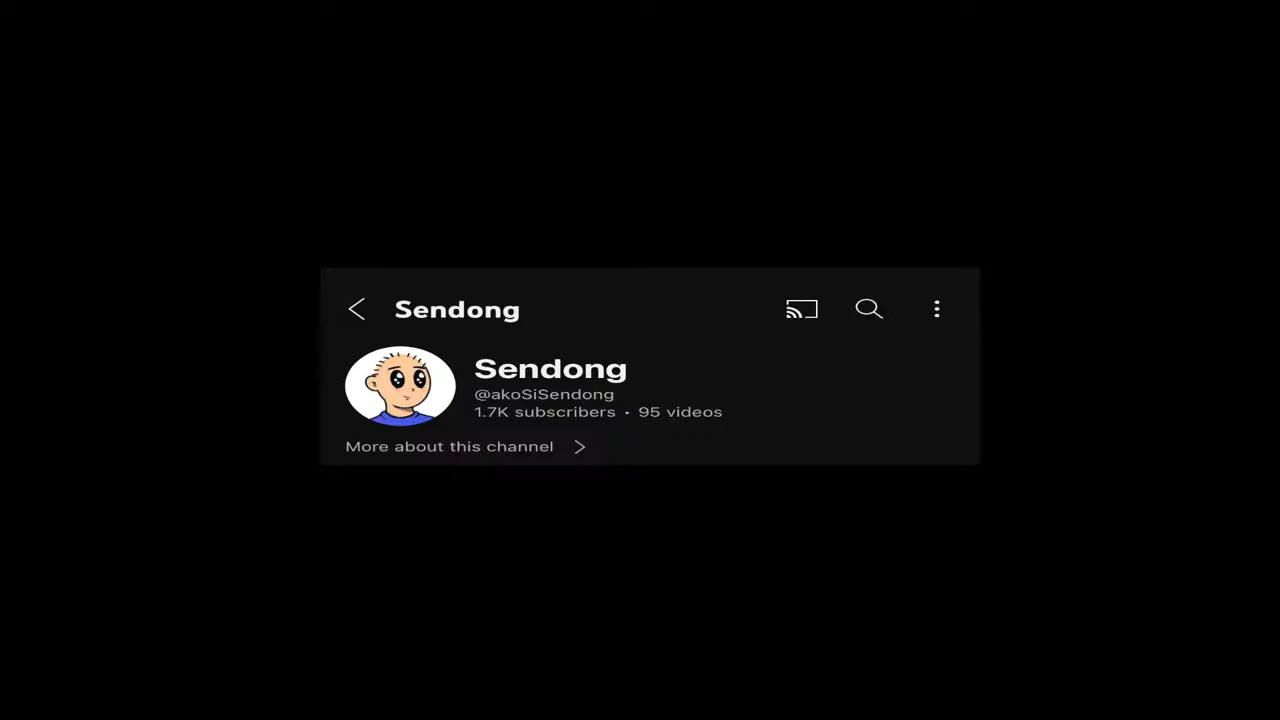 Sendong
Sendong
@akoSiSendong
1.7K subscribers • 95 videos
More about this channel